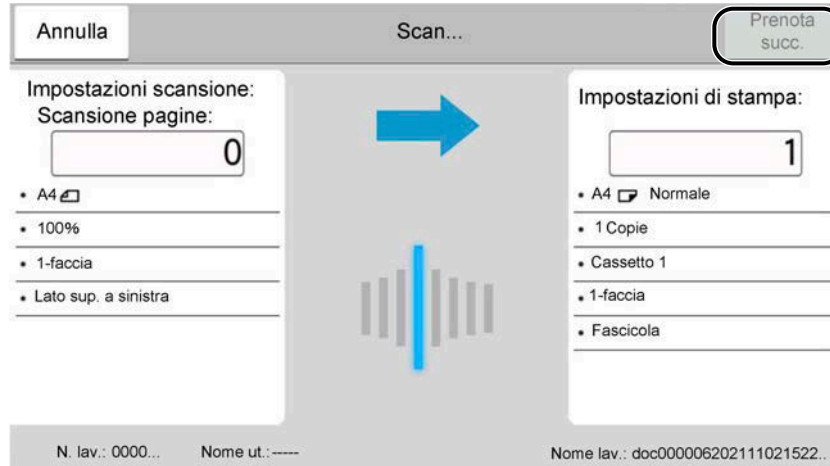 Annulla
Scan...
Prenota
succ.
Impostazioni scansione:
Scansione pagine:
0
• A4
• 100%
• 1-faccia
• Lato sup. a sinistra
Impostazioni di stampa:
1
• A4 Normale
• 1 Copie
• Cassetto 1
• 1-faccia
• Fascicola
N. lav.: 0000... Nome ut.: -----
Nome lav.: doc000006202111021522..